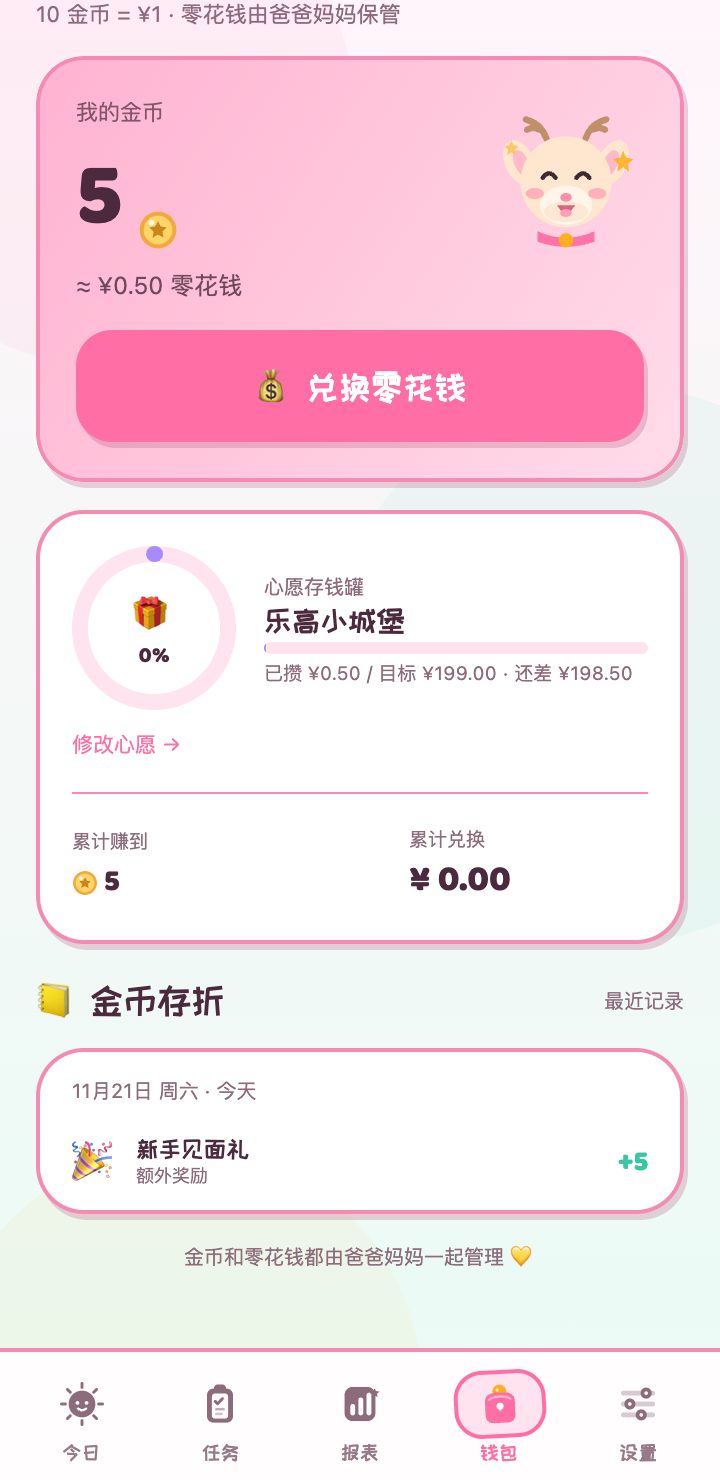 10 金币 = ¥1 · 零花钱由爸爸妈妈保管
我的金币
5
≈ ¥0.50 零花钱
兑换零花钱
0%
心愿存钱罐
乐高小城堡
已攒 ¥0.50 / 目标 ¥199.00 · 还差 ¥198.50
修改心愿 →
累计赚到
5
累计兑换
¥ 0.00
金币存折
最近记录
11月21日 周六 · 今天
新手见面礼
额外奖励
+5
金币和零花钱都由爸爸妈妈一起管理 💛
今日
任务
报表
钱包
设置